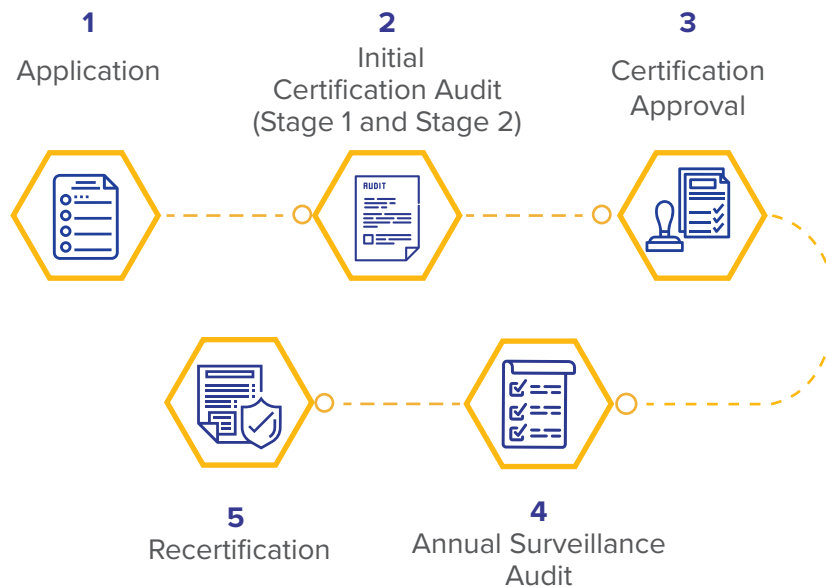 1
Application
2
Initial
Certification Audit
(Stage 1 and Stage 2)
3
Certification
Approval
AUDIT
4
Annual Surveillance
Audit
5
Recertification